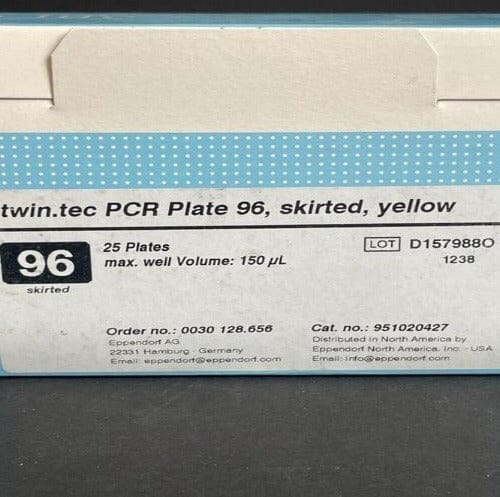 twin.tec PCR Plate 96, skirted, yellow
96
skirted
25 Plates
max. well Volume: 150 µL
LOT D157988O
1238
Order no.: 0030 128.656
Eppendorf AG
22331 Hamburg · Germany
Email: eppendorf@eppendorf.com
Cat. no.: 951020427
Distributed in North America by
Eppendorf North America, Inc. · USA
Email: info@eppendorf.com